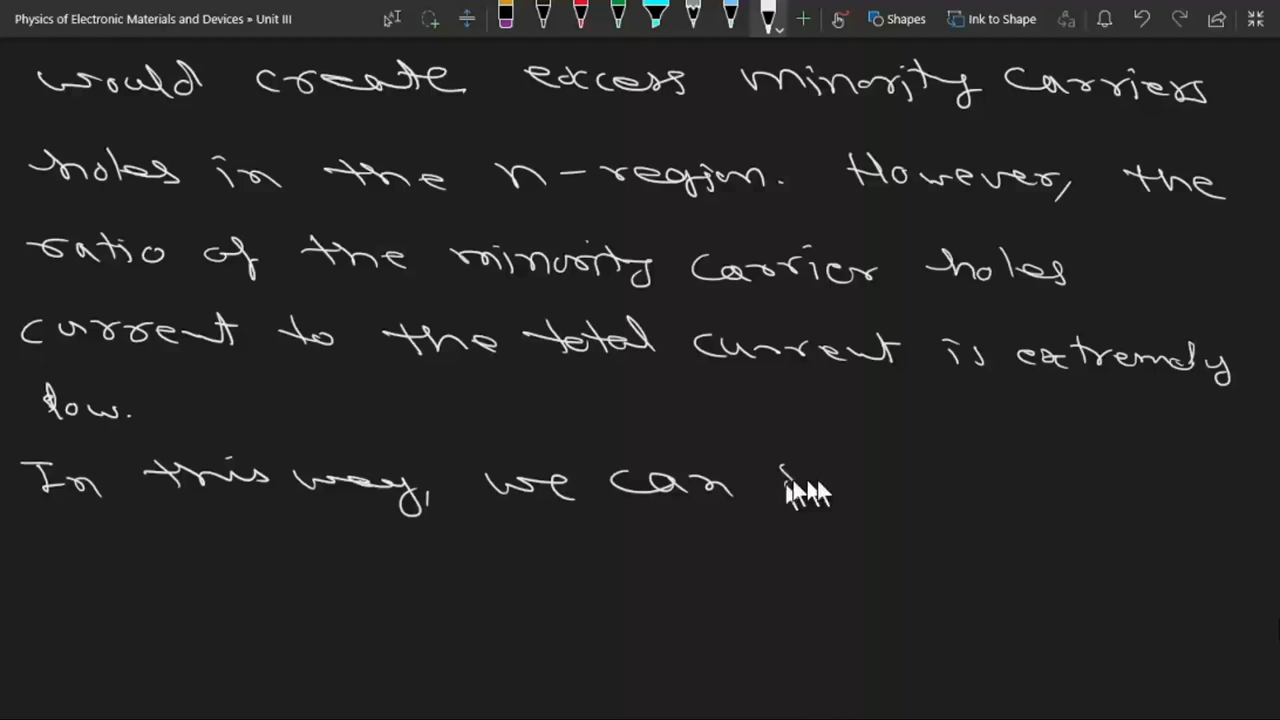 Physics of Electronic Materials and Devices » Unit III
Shapes
Ink to Shape
would create excess minority carriers
holes in the n-region. However, the
ratio of the minority carrier holes
current to the total current is extremely
low.
In this way, we can